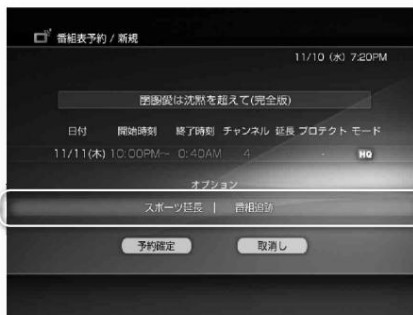 番組表予約 / 新規
11/10 (水) 7:20PM
愛は沈黙を超えて(完全版)
日付 開始時刻 終了時刻 チャンネル 延長 プロテクト モード
11/11(木) 10:00PM～ 0:40AM 4 - HQ
オプション
スポーツ延長 | 番組追跡
予約確定 取消し